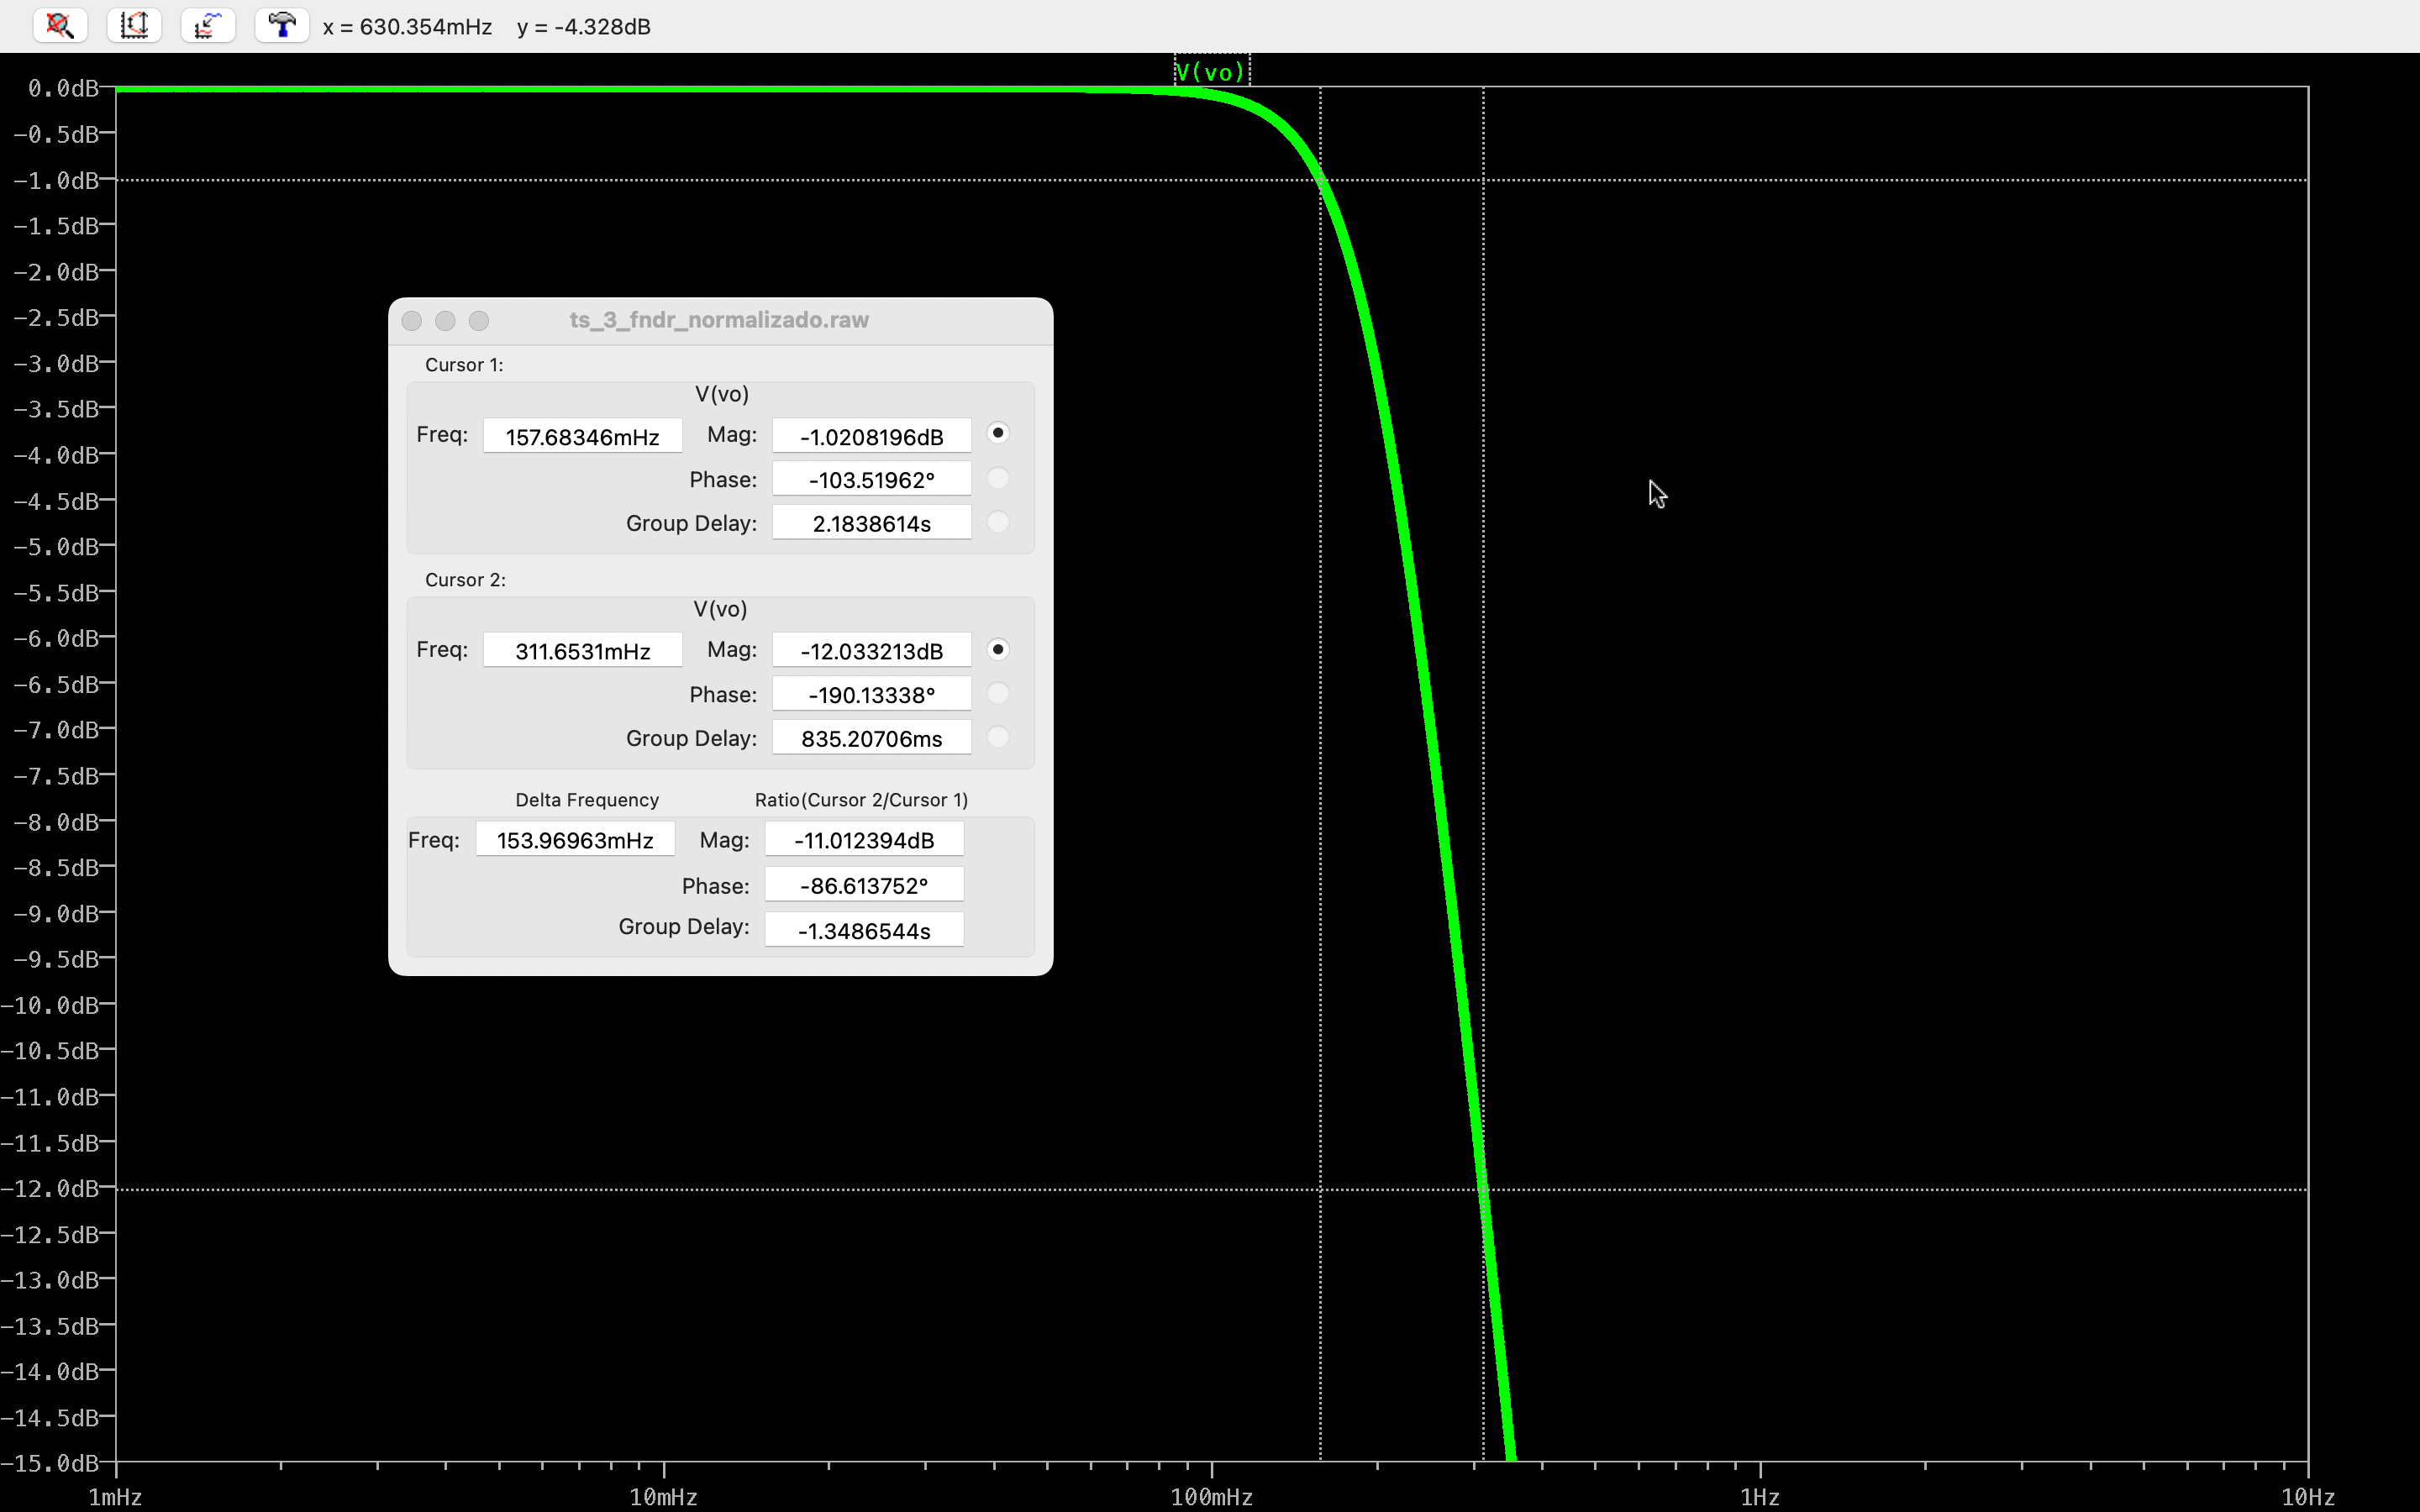 x = 630.354mHz    y = -4.328dB
V(vo)
0.0dB
-0.5dB
-1.0dB
-1.5dB
-2.0dB
-2.5dB
-3.0dB
-3.5dB
-4.0dB
-4.5dB
-5.0dB
-5.5dB
-6.0dB
-6.5dB
-7.0dB
-7.5dB
-8.0dB
-8.5dB
-9.0dB
-9.5dB
-10.0dB
-10.5dB
-11.0dB
-11.5dB
-12.0dB
-12.5dB
-13.0dB
-13.5dB
-14.0dB
-14.5dB
-15.0dB
ts_3_fndr_normalizado.raw
Cursor 1:
V(vo)
Freq: 157.68346mHz Mag: -1.0208196dB
Phase: -103.51962°
Group Delay: 2.1838614s
Cursor 2:
V(vo)
Freq: 311.6531mHz Mag: -12.033213dB
Phase: -190.13338°
Group Delay: 835.20706ms
Delta Frequency Ratio(Cursor 2/Cursor 1)
Freq: 153.96963mHz Mag: -11.012394dB
Phase: -86.613752°
Group Delay: -1.3486544s
1mHz 10mHz 100mHz 1Hz 10Hz